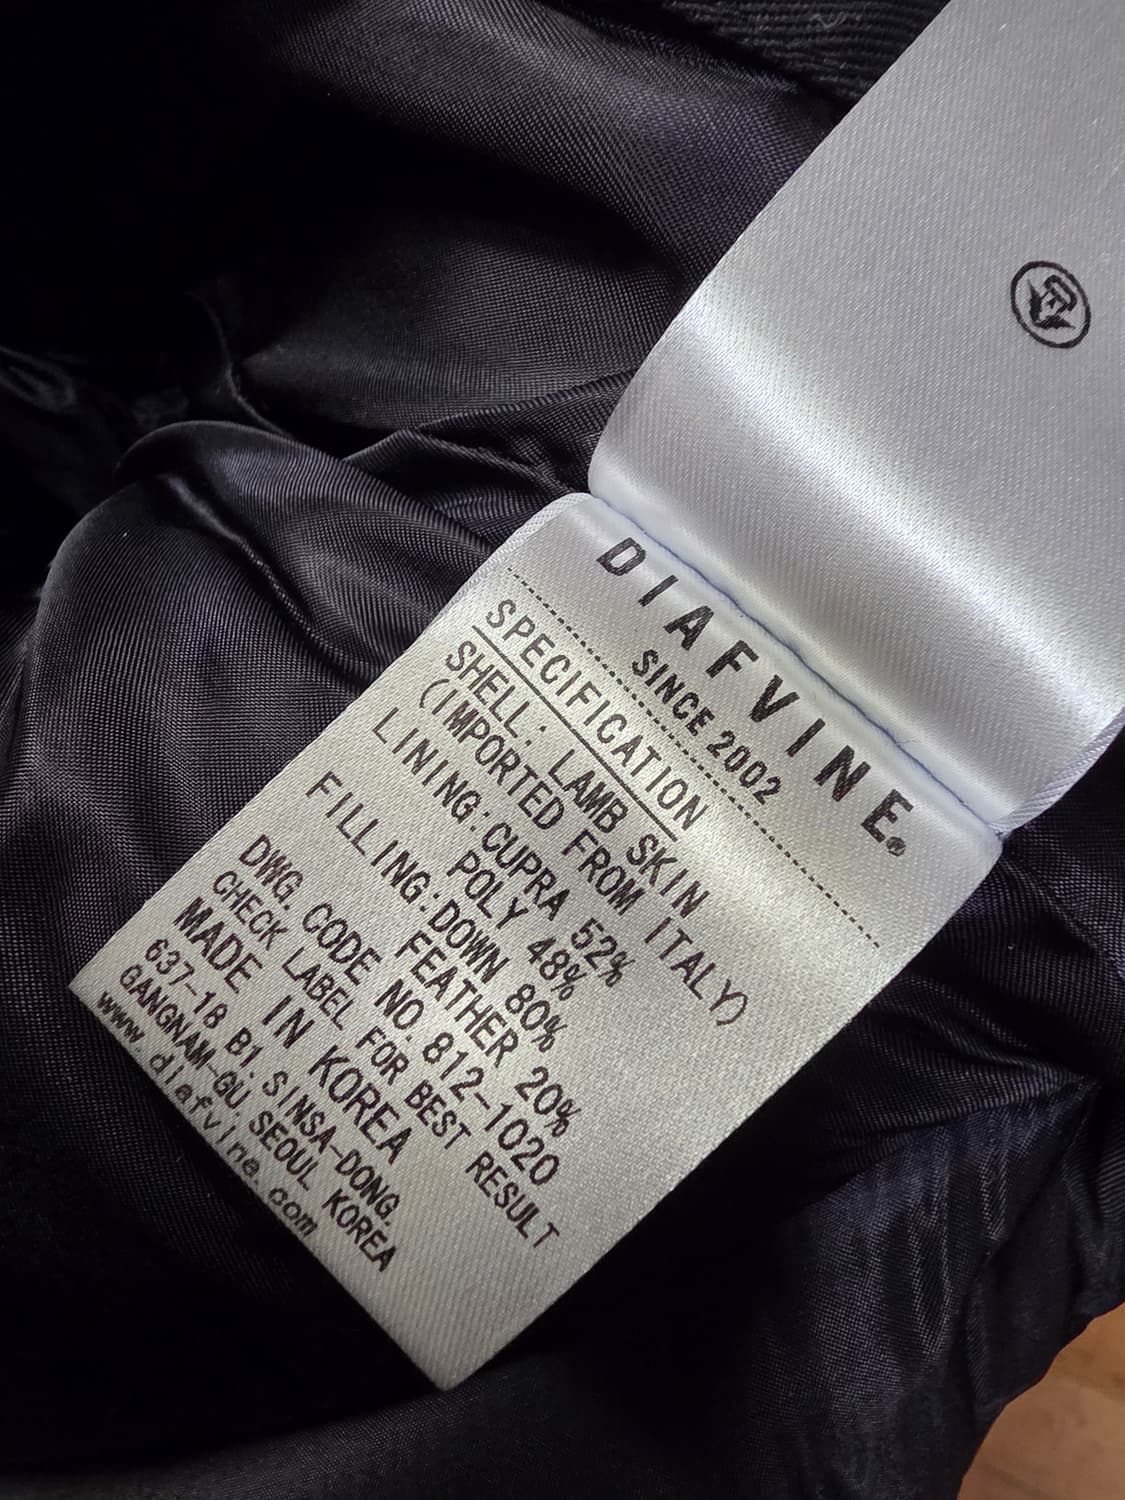 DIAFVINE®
SINCE 2002
SPECIFICATION
SHELL: LAMB SKIN
(IMPORTED FROM ITALY)
LINING:CUPRA 52%
POLY 48%
FILLING:DOWN 80%
FEATHER 20%
DWG. CODE NO. 812-1020
CHECK LABEL FOR BEST RESULT
MADE IN KOREA
637-18 B1. SINSA-DONG.
GANGNAM-GU. SEOUL KOREA
www.diafvine.com